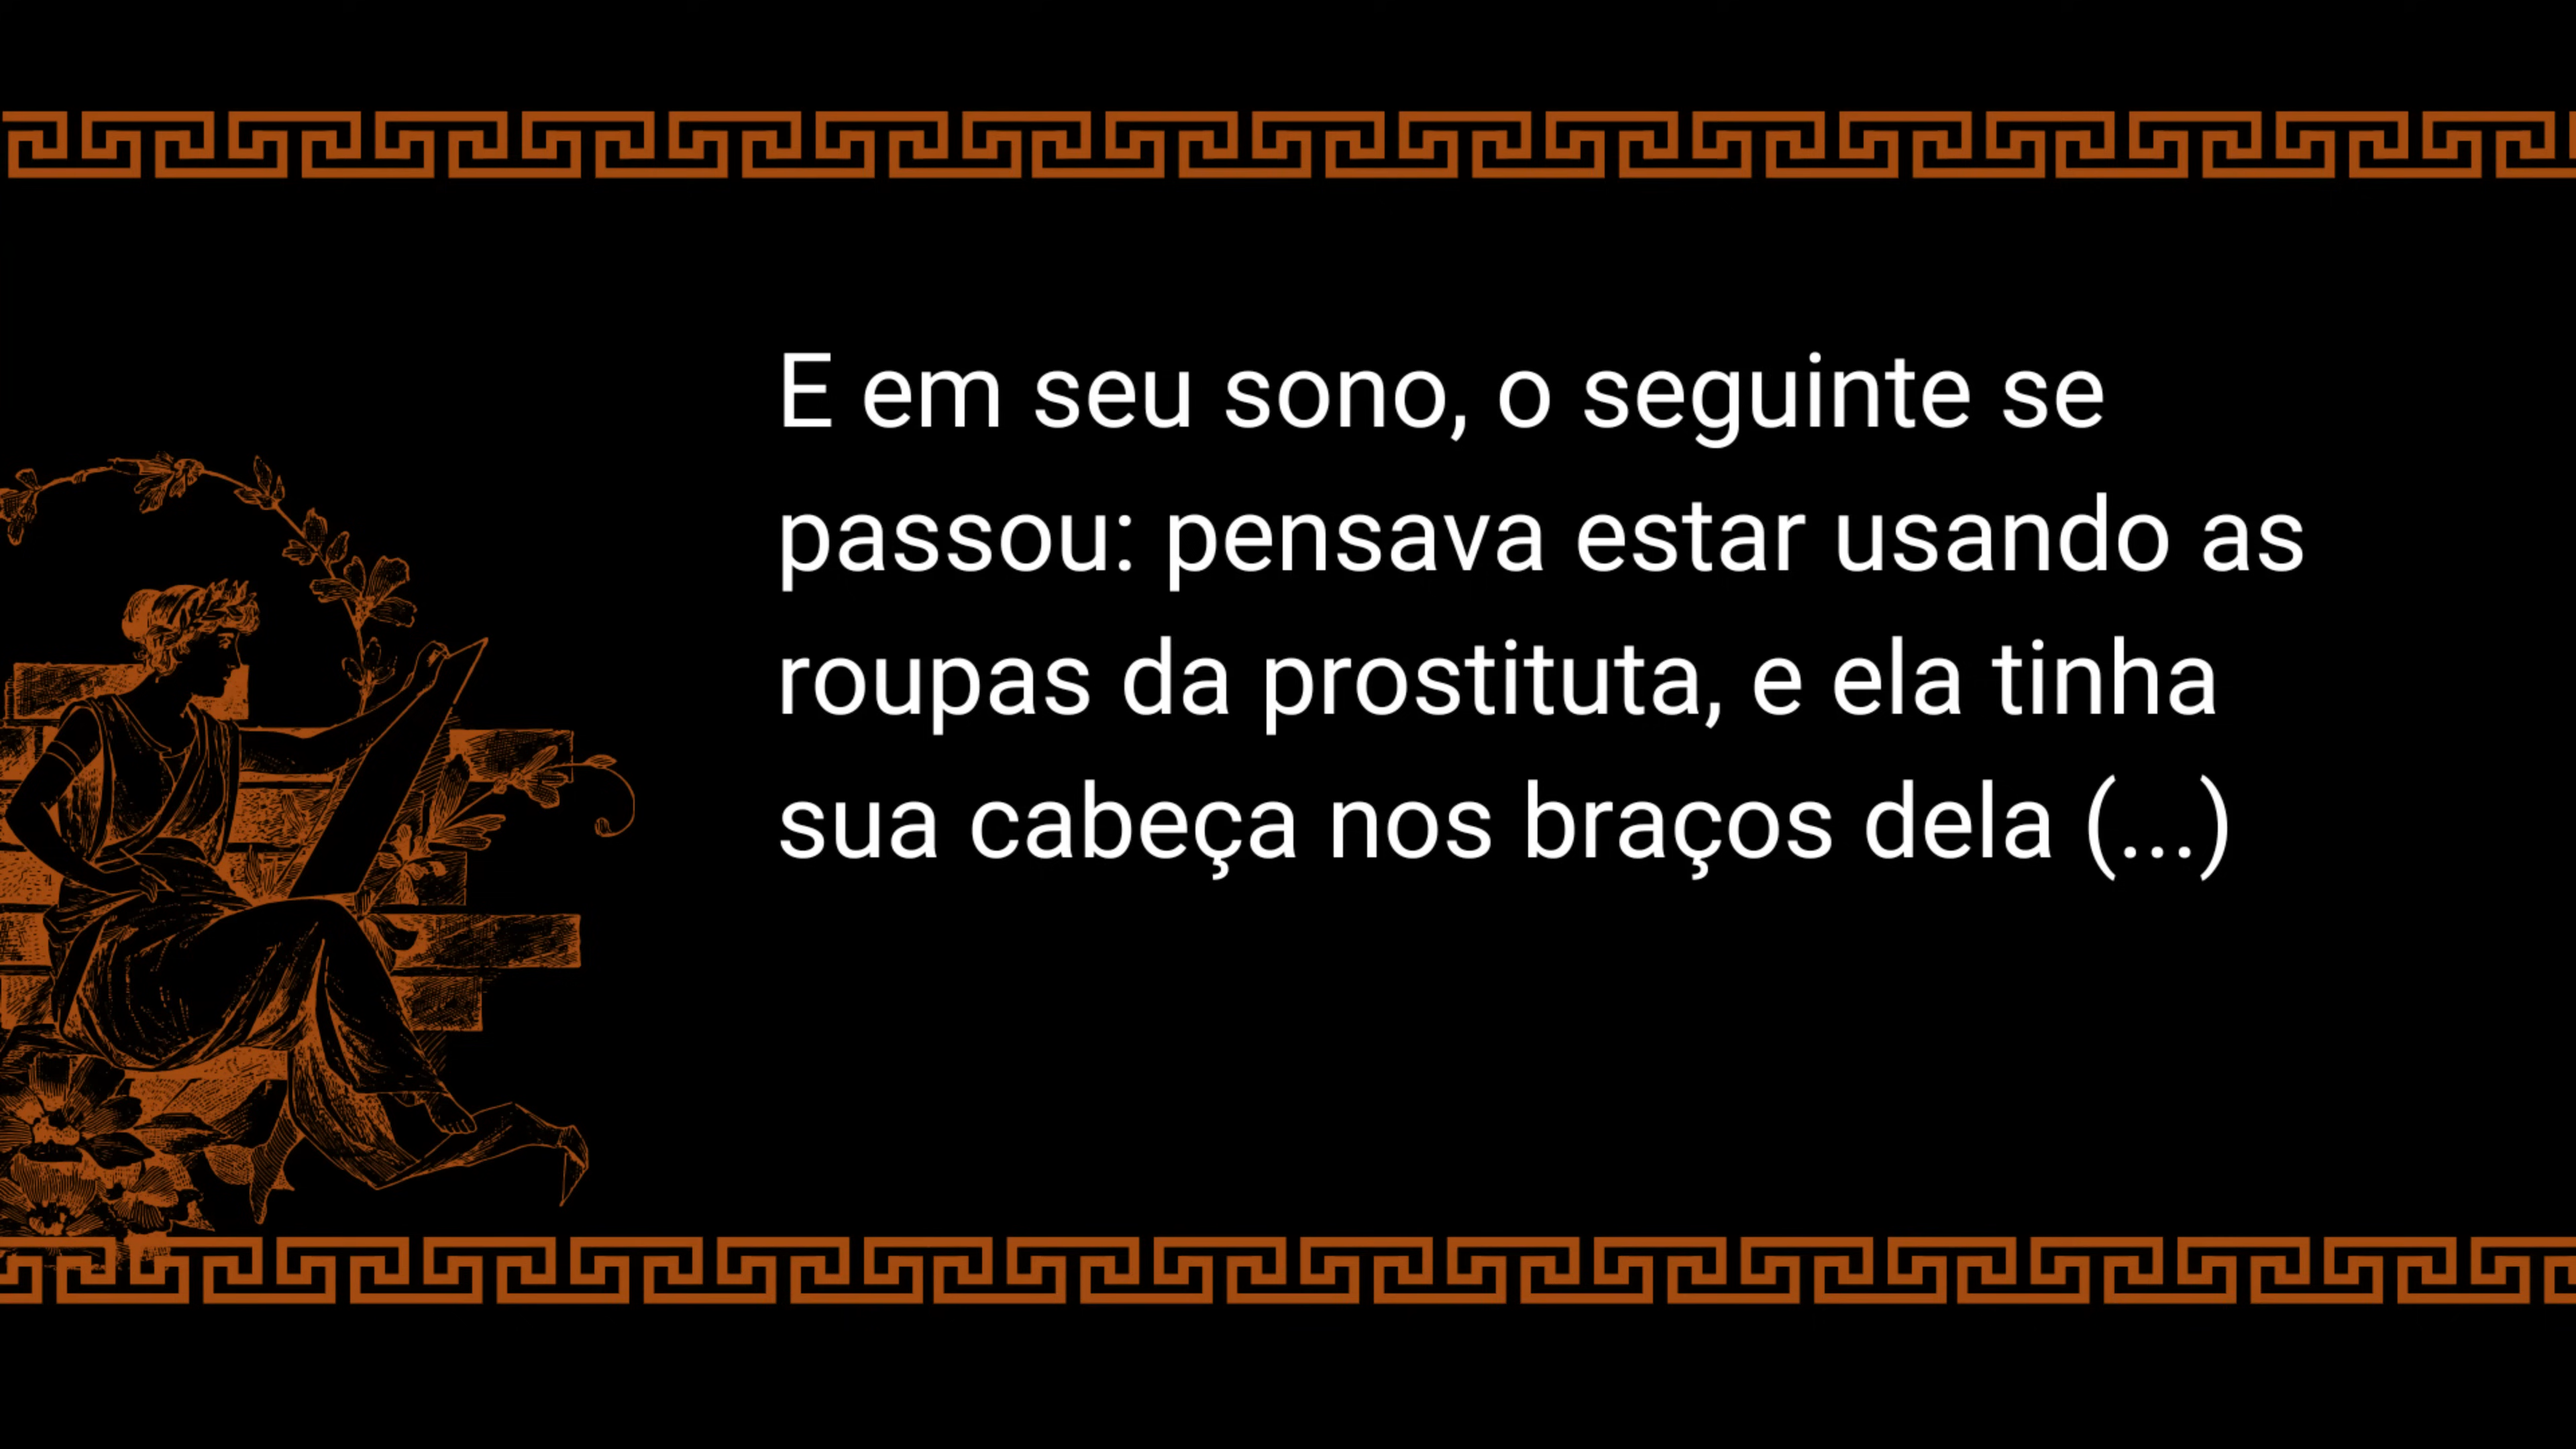 E em seu sono, o seguinte se
passou: pensava estar usando as
roupas da prostituta, e ela tinha
sua cabeça nos braços dela (...)